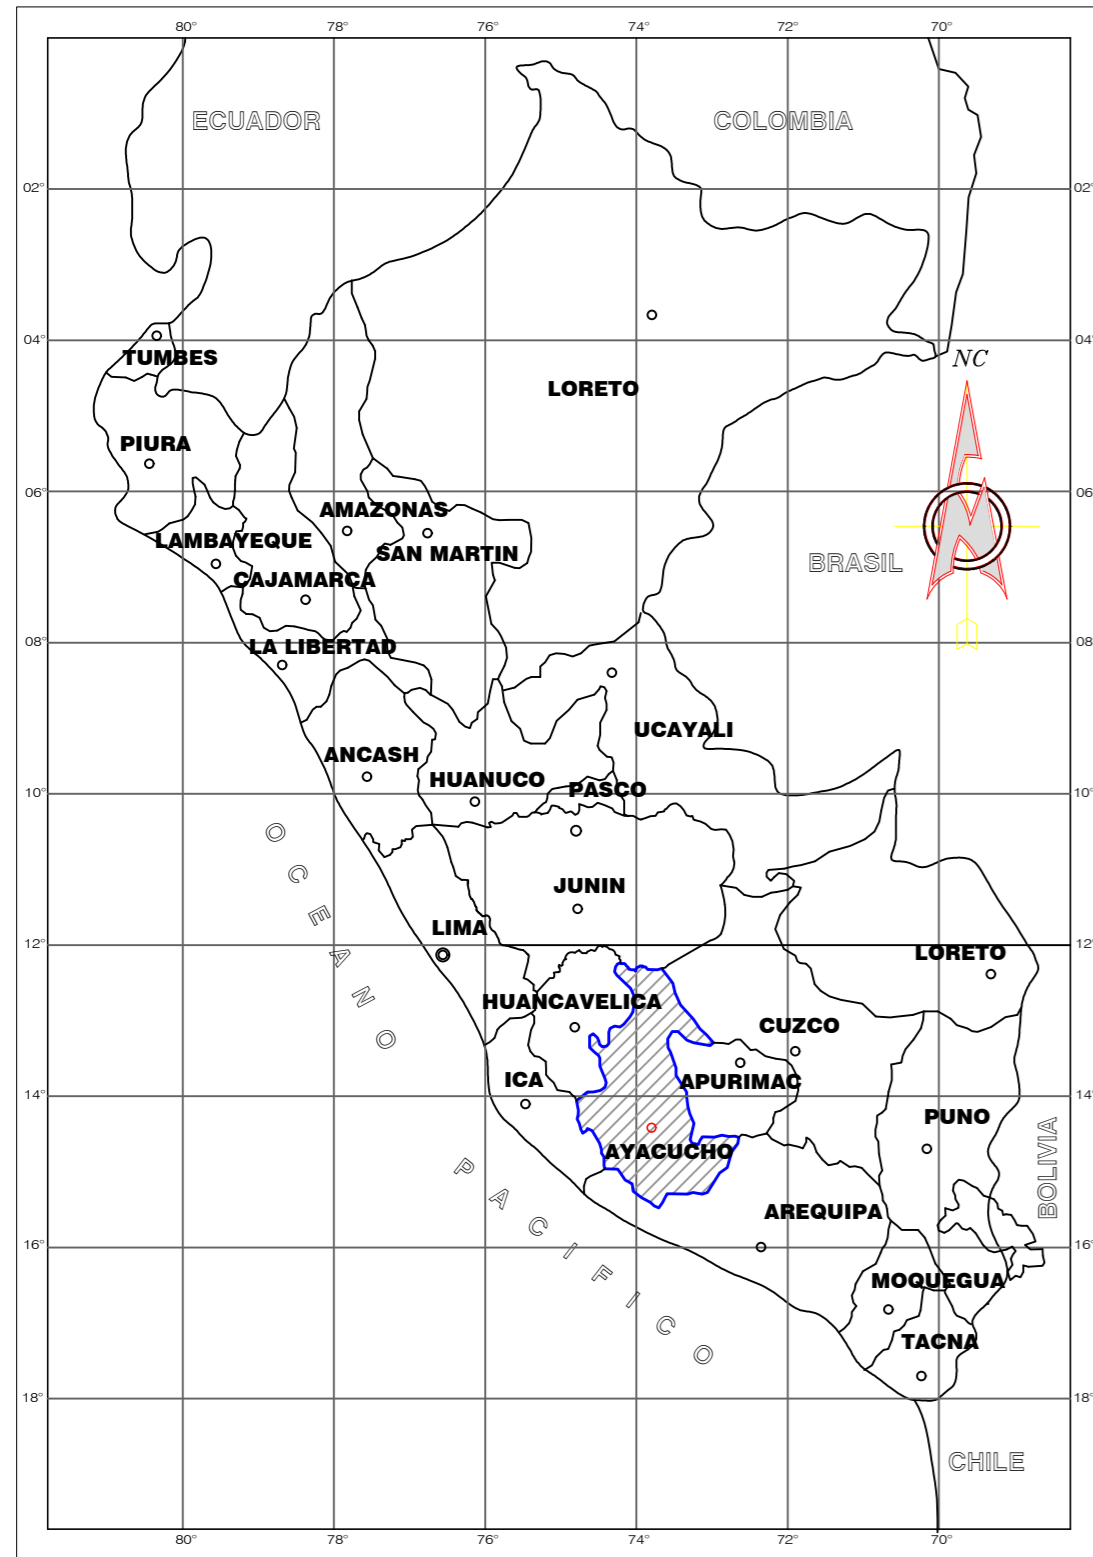 80° 78° 76° 74° 72° 70°
ECUADOR COLOMBIA
02° 02°
04° 04°
TUMBES
NC
LORETO
PIURA
06° 06°
AMAZONAS
LAMBAYEQUE
SAN MARTIN
BRASIL
CAJAMARCA
08° 08°
LA LIBERTAD
UCAYALI
ANCASH
HUANUCO
PASCO
10° 10°
JUNIN
LIMA
12° 12°
LORETO
HUANCAVELICA
CUZCO
ICA
APURIMAC
14° 14°
PUNO
AYACUCHO
BOLIVIA
AREQUIPA
16° 16°
MOQUEGUA
TACNA
OCEANO PACIFICO
18° 18°
CHILE
80° 78° 76° 74° 72° 70°